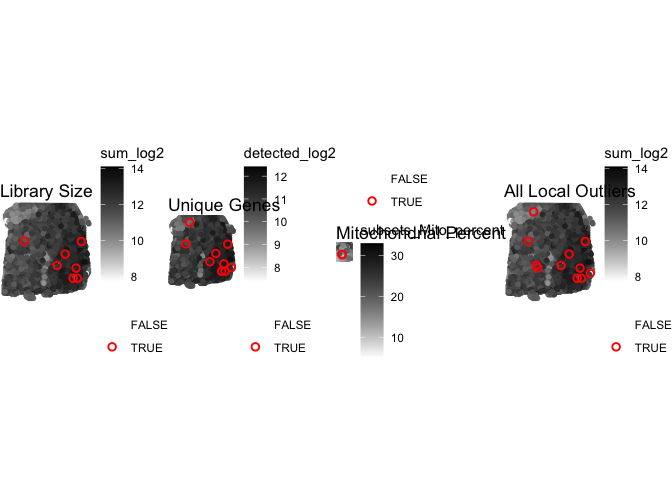 sum_log2
14
12
10
8
Library Size
FALSE
TRUE
detected_log2
12
11
10
9
8
Unique Genes
FALSE
TRUE
FALSE
TRUE
subsets_Mito_percent
Mitochondrial Percent
30
20
10
sum_log2
14
12
10
8
All Local Outliers
FALSE
TRUE